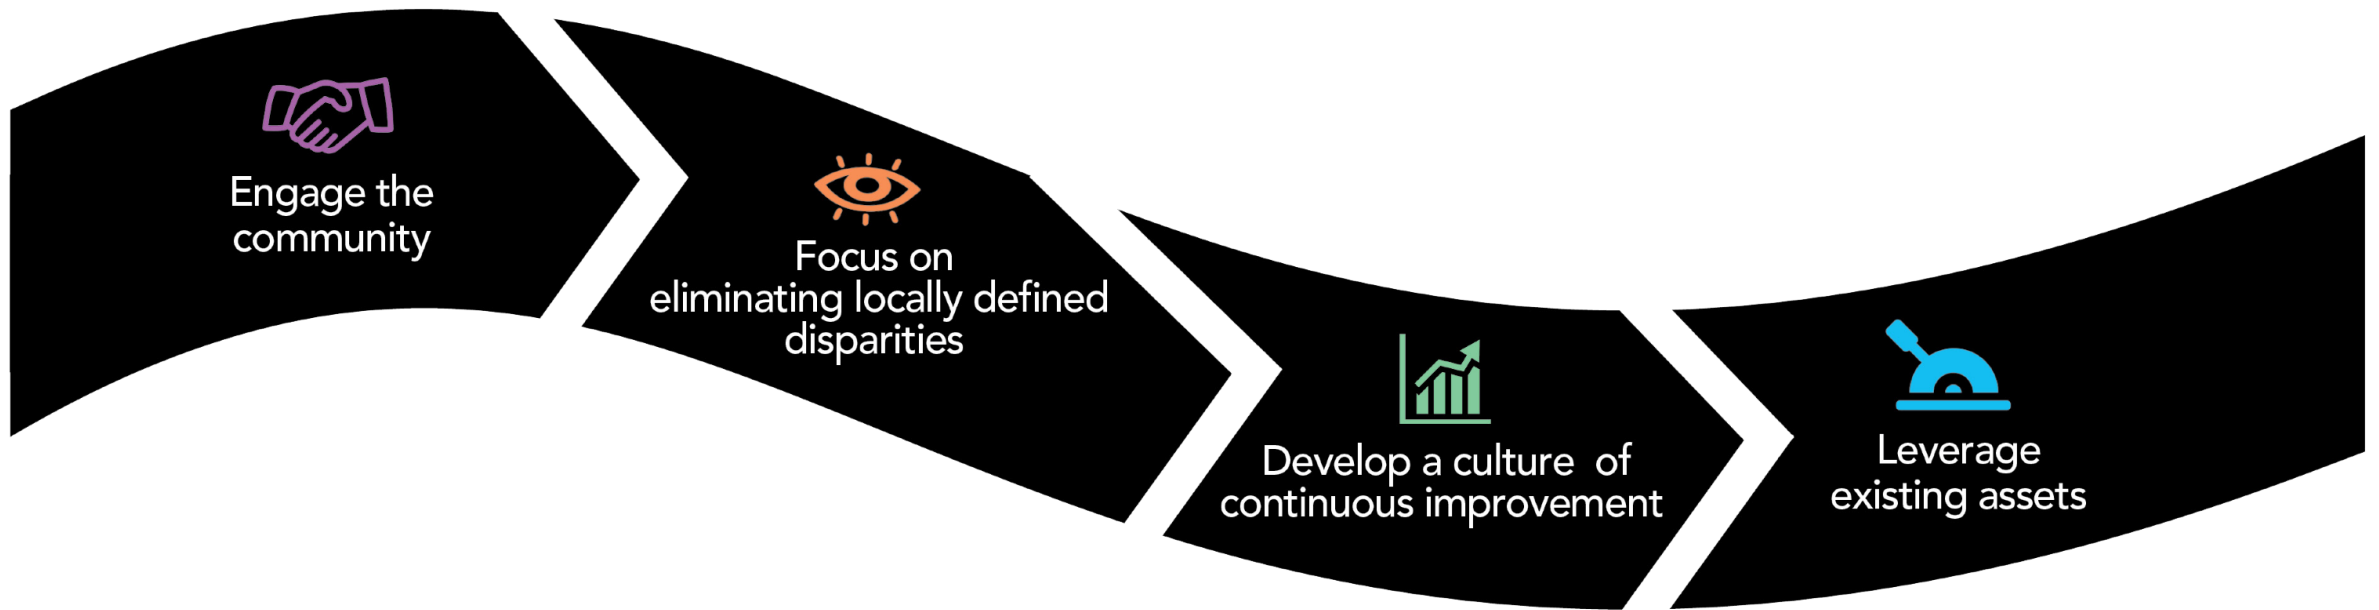 Engage the
community
Focus on
eliminating locally defined
disparities
Develop a culture of
continuous improvement
Leverage
existing assets